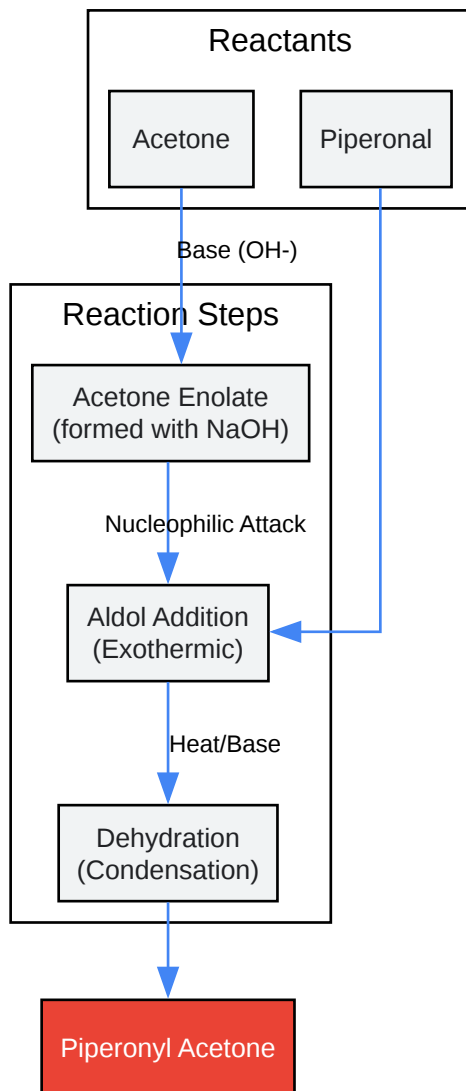 Reactants
Acetone
Piperonal
Base (OH-)
Reaction Steps
Acetone Enolate
(formed with NaOH)
Nucleophilic Attack
Aldol Addition
(Exothermic)
Heat/Base
Dehydration
(Condensation)
Piperonyl Acetone